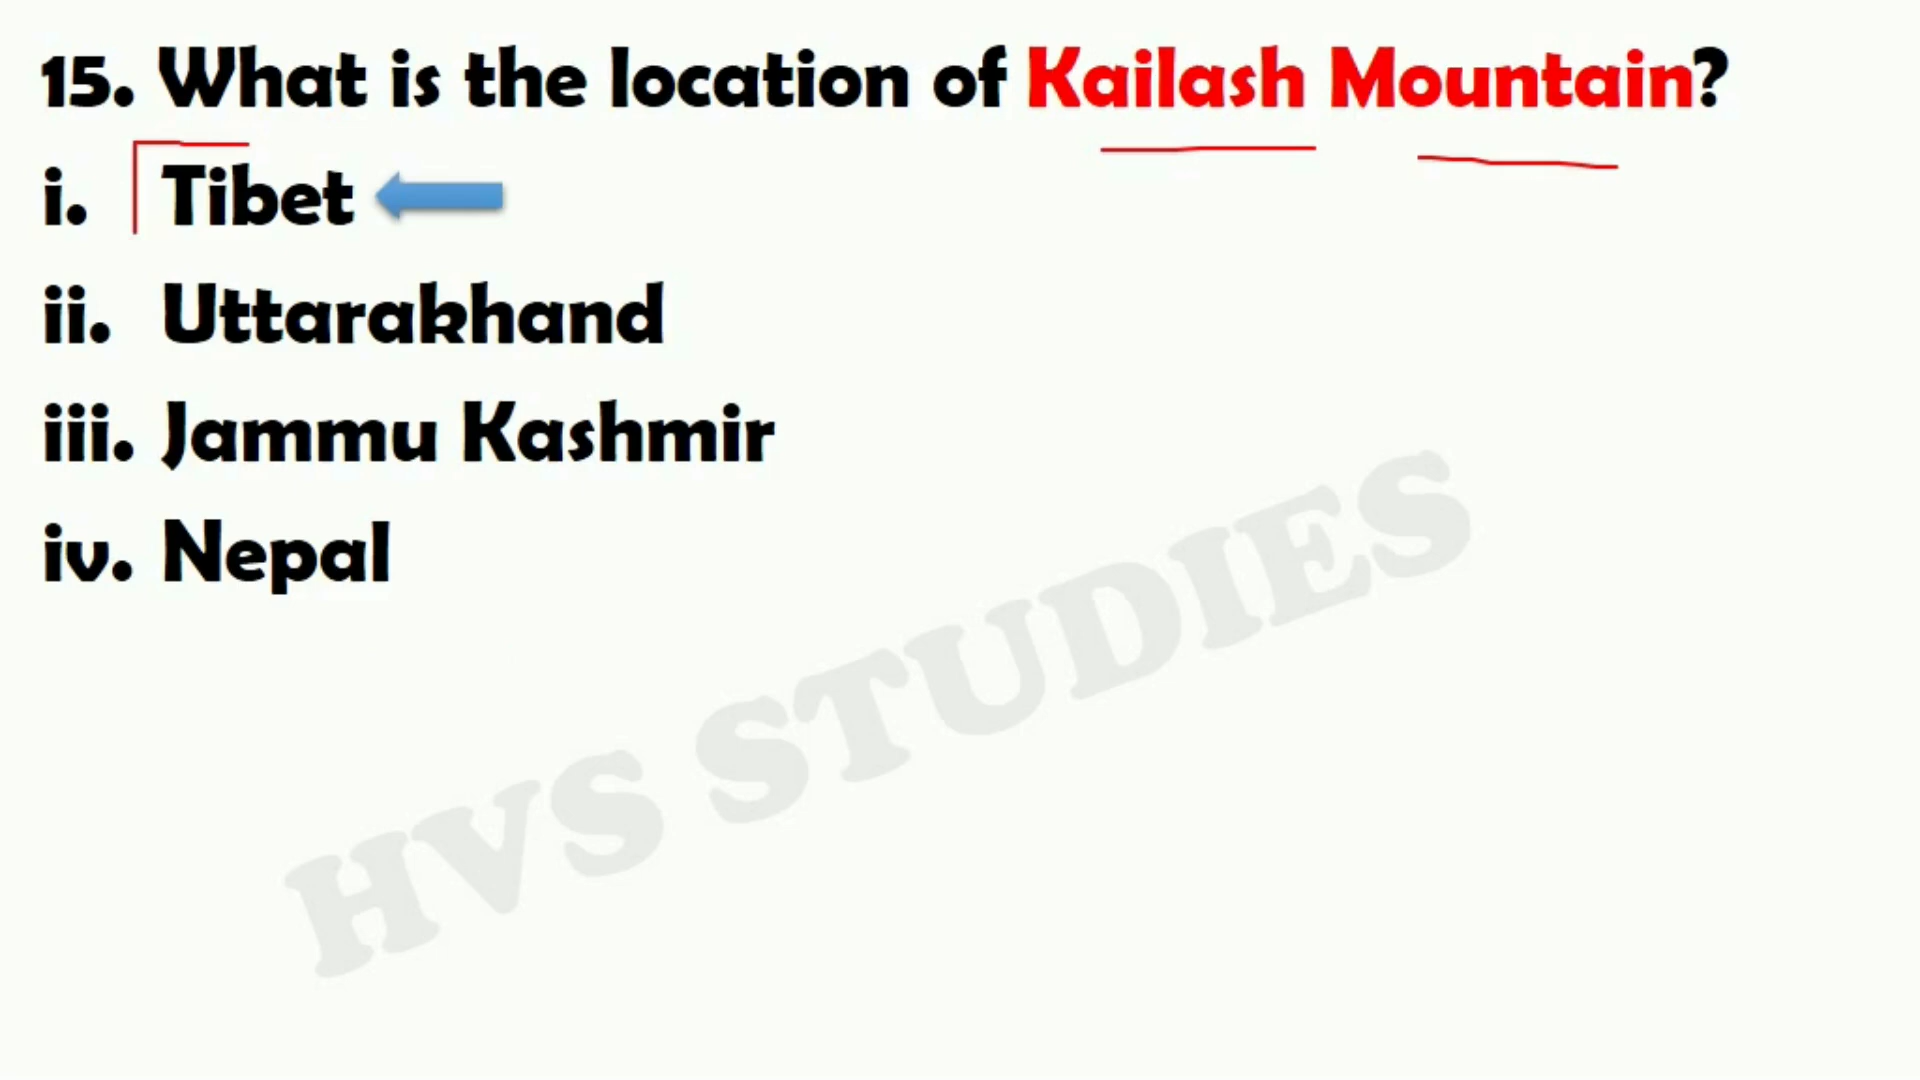 15. What is the location of Kailash Mountain?
i. Tibet
ii. Uttarakhand
iii. Jammu Kashmir
iv. Nepal
HVS STUDIES